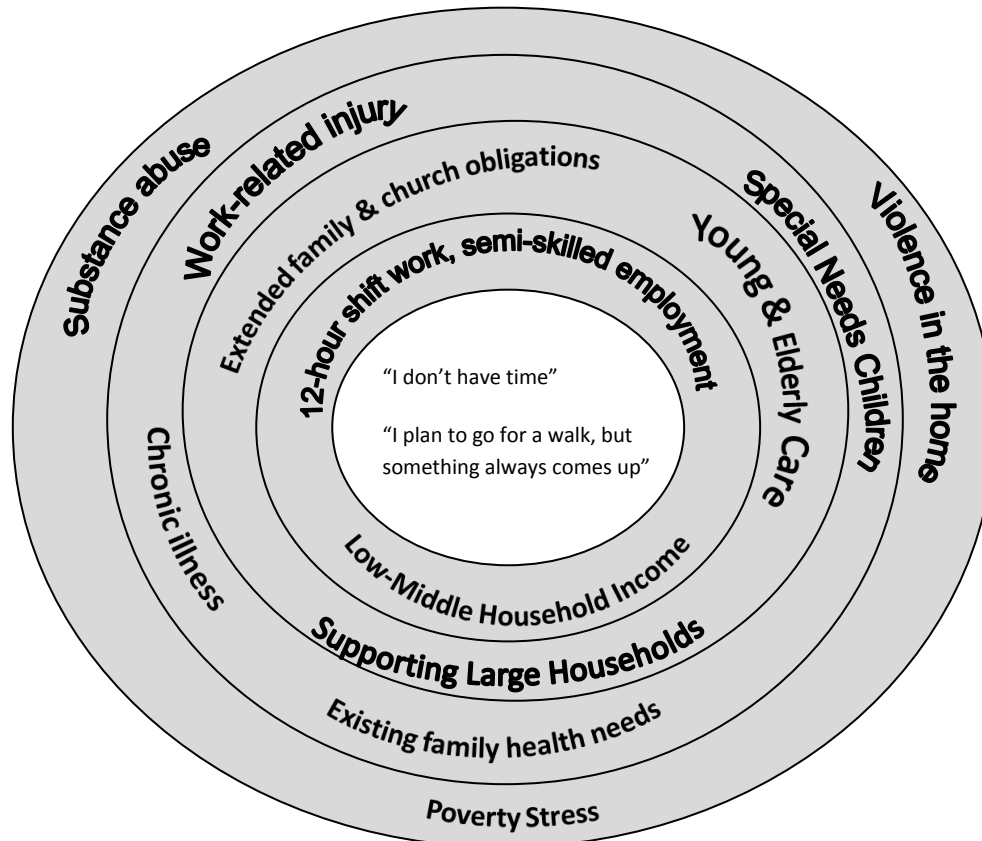 Substance abuse
Violence in the home
Poverty Stress
Work-related injury
Special Needs Children
Chronic illness
Existing family health needs
Extended family & church obligations
Young & Elderly Care
Supporting Large Households
12-hour shift work, semi-skilled employment
Low-Middle Household Income
“I don’t have time”
“I plan to go for a walk, but
something always comes up”